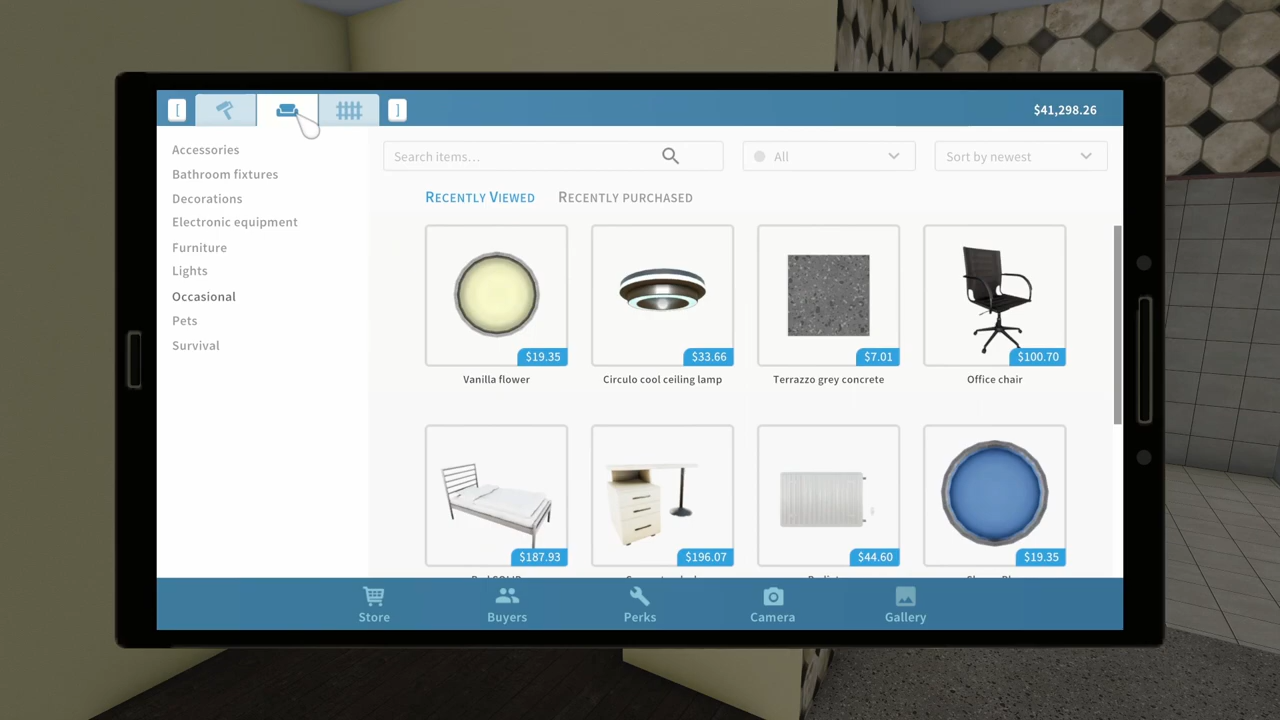 [ ] $41,298.26
Accessories
Bathroom fixtures
Decorations
Electronic equipment
Furniture
Lights
Occasional
Pets
Survival
Search items...
All
Sort by newest
RECENTLY VIEWED RECENTLY PURCHASED
$19.35 $33.66 $7.01 $100.70
Vanilla flower Circulo cool ceiling lamp Terrazzo grey concrete Office chair
$187.93 $196.07 $44.60 $19.35
Store Buyers Perks Camera Gallery